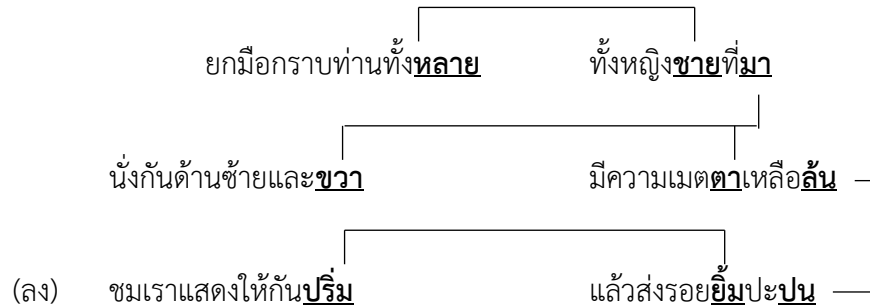 ยกมือกราบท่านทั้งหลาย ทั้งหญิงชายที่มา
นั่งกันด้านซ้ายและขวา มีความเมตตาเหลือล้น
(ลง) ชมเราแสดงให้กันปริ่ม แล้วส่งรอยยิ้มปะปน